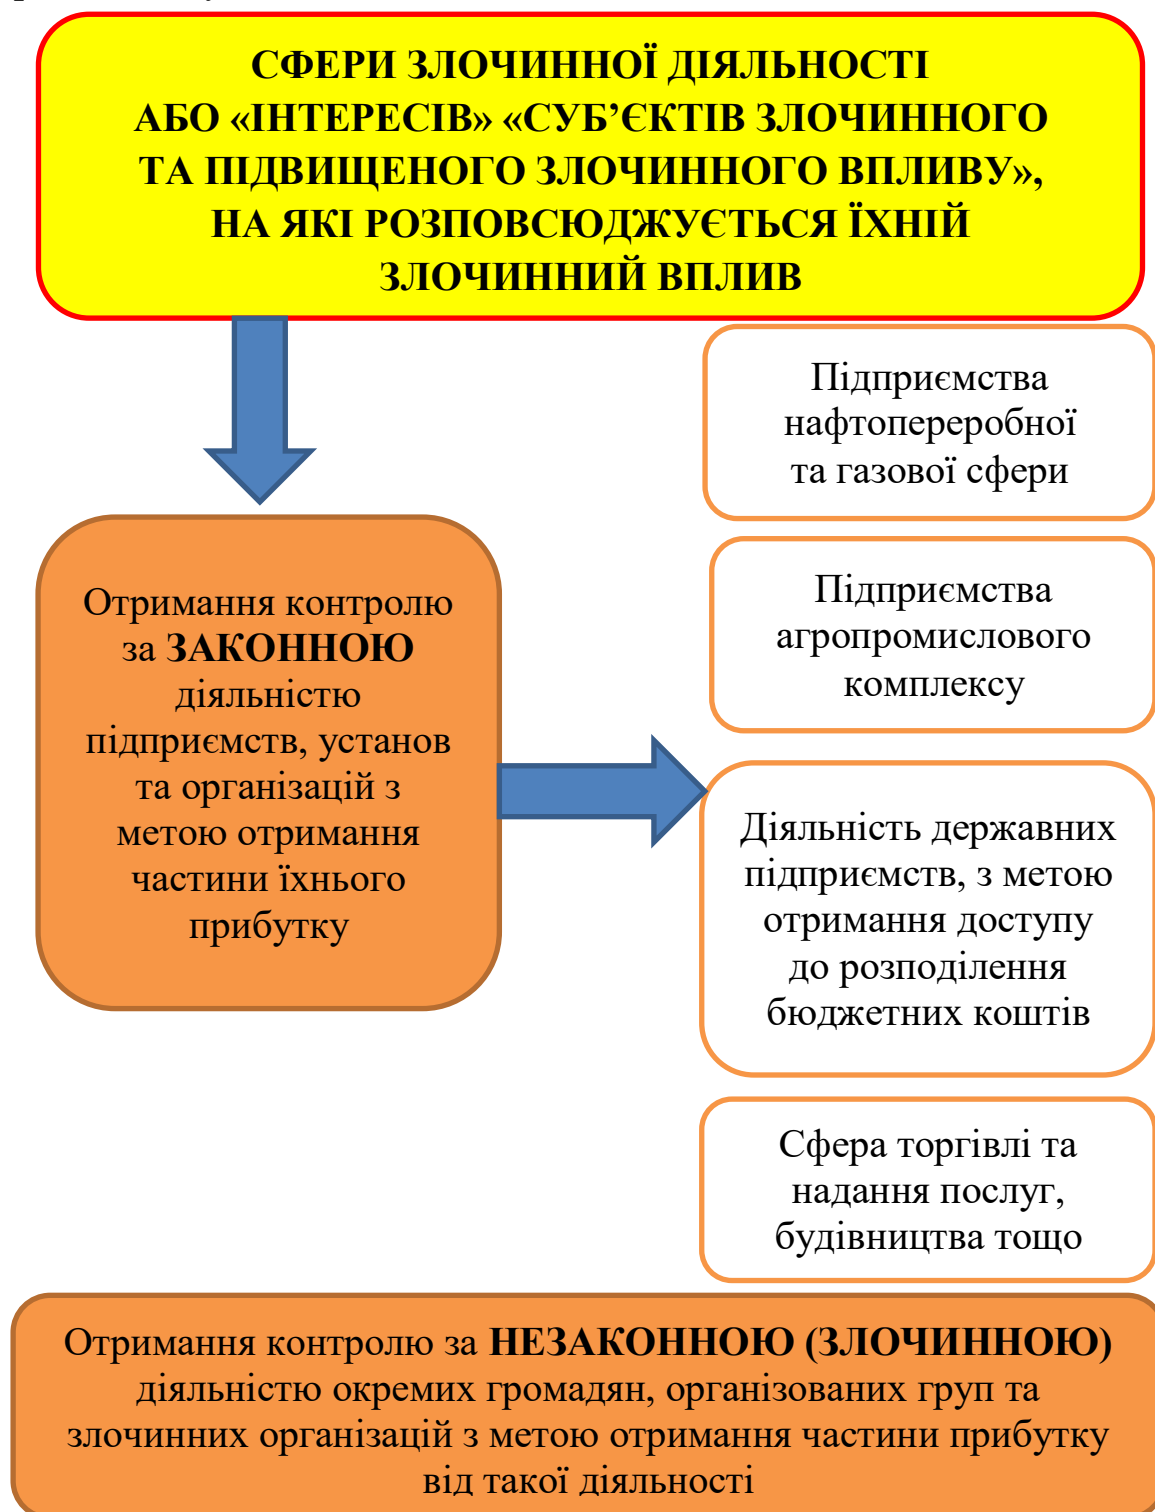 СФЕРИ ЗЛОЧИННОЇ ДІЯЛЬНОСТІ
АБО «ІНТЕРЕСІВ» «СУБ’ЄКТІВ ЗЛОЧИННОГО
ТА ПІДВИЩЕНОГО ЗЛОЧИННОГО ВПЛИВУ»,
НА ЯКІ РОЗПОВСЮДЖУЄТЬСЯ ЇХНІЙ
ЗЛОЧИННИЙ ВПЛИВ
Отримання контролю
за ЗАКОННОЮ
діяльністю
підприємств, установ
та організацій з
метою отримання
частини їхнього
прибутку
Підприємства
нафтопереробної
та газової сфери
Підприємства
агропромислового
комплексу
Діяльність державних
підприємств, з метою
отримання доступу
до розподілення
бюджетних коштів
Сфера торгівлі та
надання послуг,
будівництва тощо
Отримання контролю за НЕЗАКОННОЮ (ЗЛОЧИННОЮ)
діяльністю окремих громадян, організованих груп та
злочинних організацій з метою отримання частини прибутку
від такої діяльності